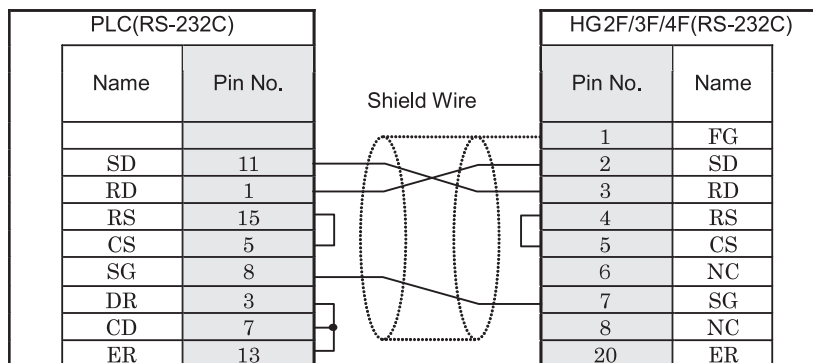 PLC(RS-232C) HG2F/3F/4F(RS-232C)
Name Pin No. Shield Wire Pin No. Name
1 FG
SD 11 2 SD
RD 1 3 RD
RS 15 4 RS
CS 5 5 CS
SG 8 6 NC
DR 3 7 SG
CD 7 8 NC
ER 13 20 ER